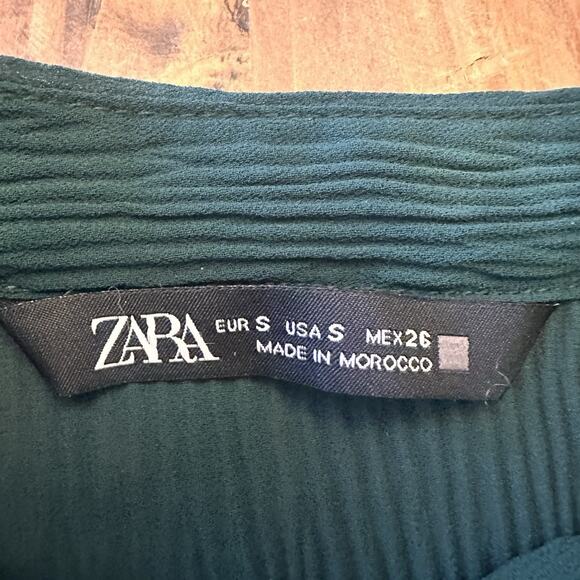 ZARA EUR S USA S MEX 26
MADE IN MOROCCO